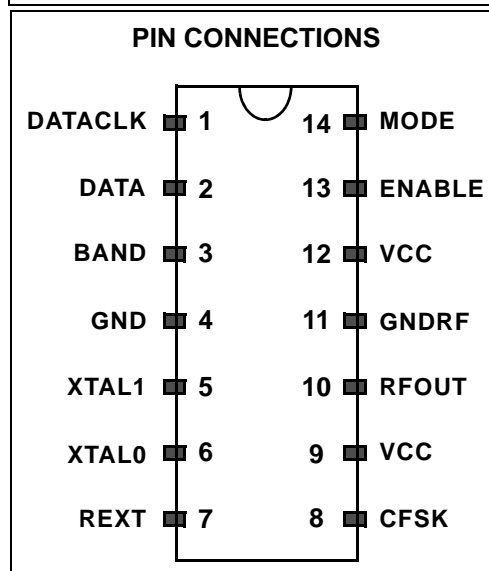 PIN CONNECTIONS
DATACLK 1 14 MODE
DATA 2 13 ENABLE
BAND 3 12 VCC
GND 4 11 GNDRF
XTAL1 5 10 RFOUT
XTAL0 6 9 VCC
REXT 7 8 CFSK